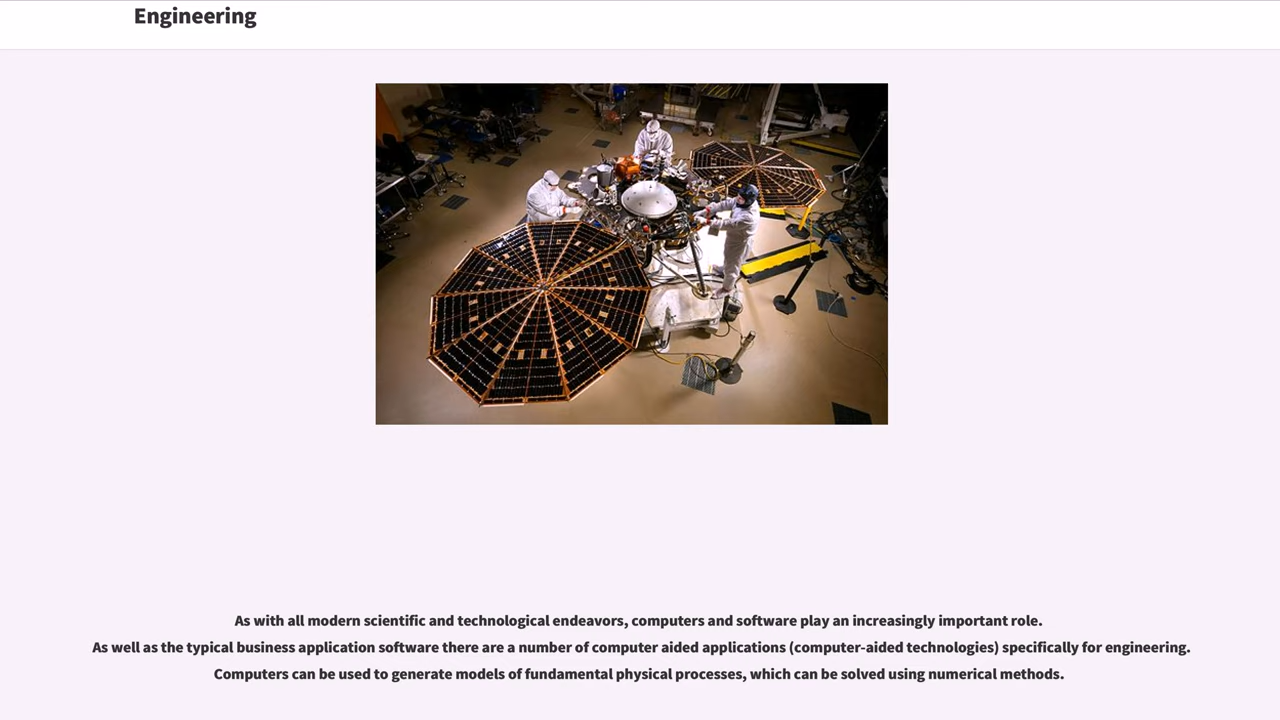 Engineering
As with all modern scientific and technological endeavors, computers and software play an increasingly important role.
As well as the typical business application software there are a number of computer aided applications (computer-aided technologies) specifically for engineering.
Computers can be used to generate models of fundamental physical processes, which can be solved using numerical methods.